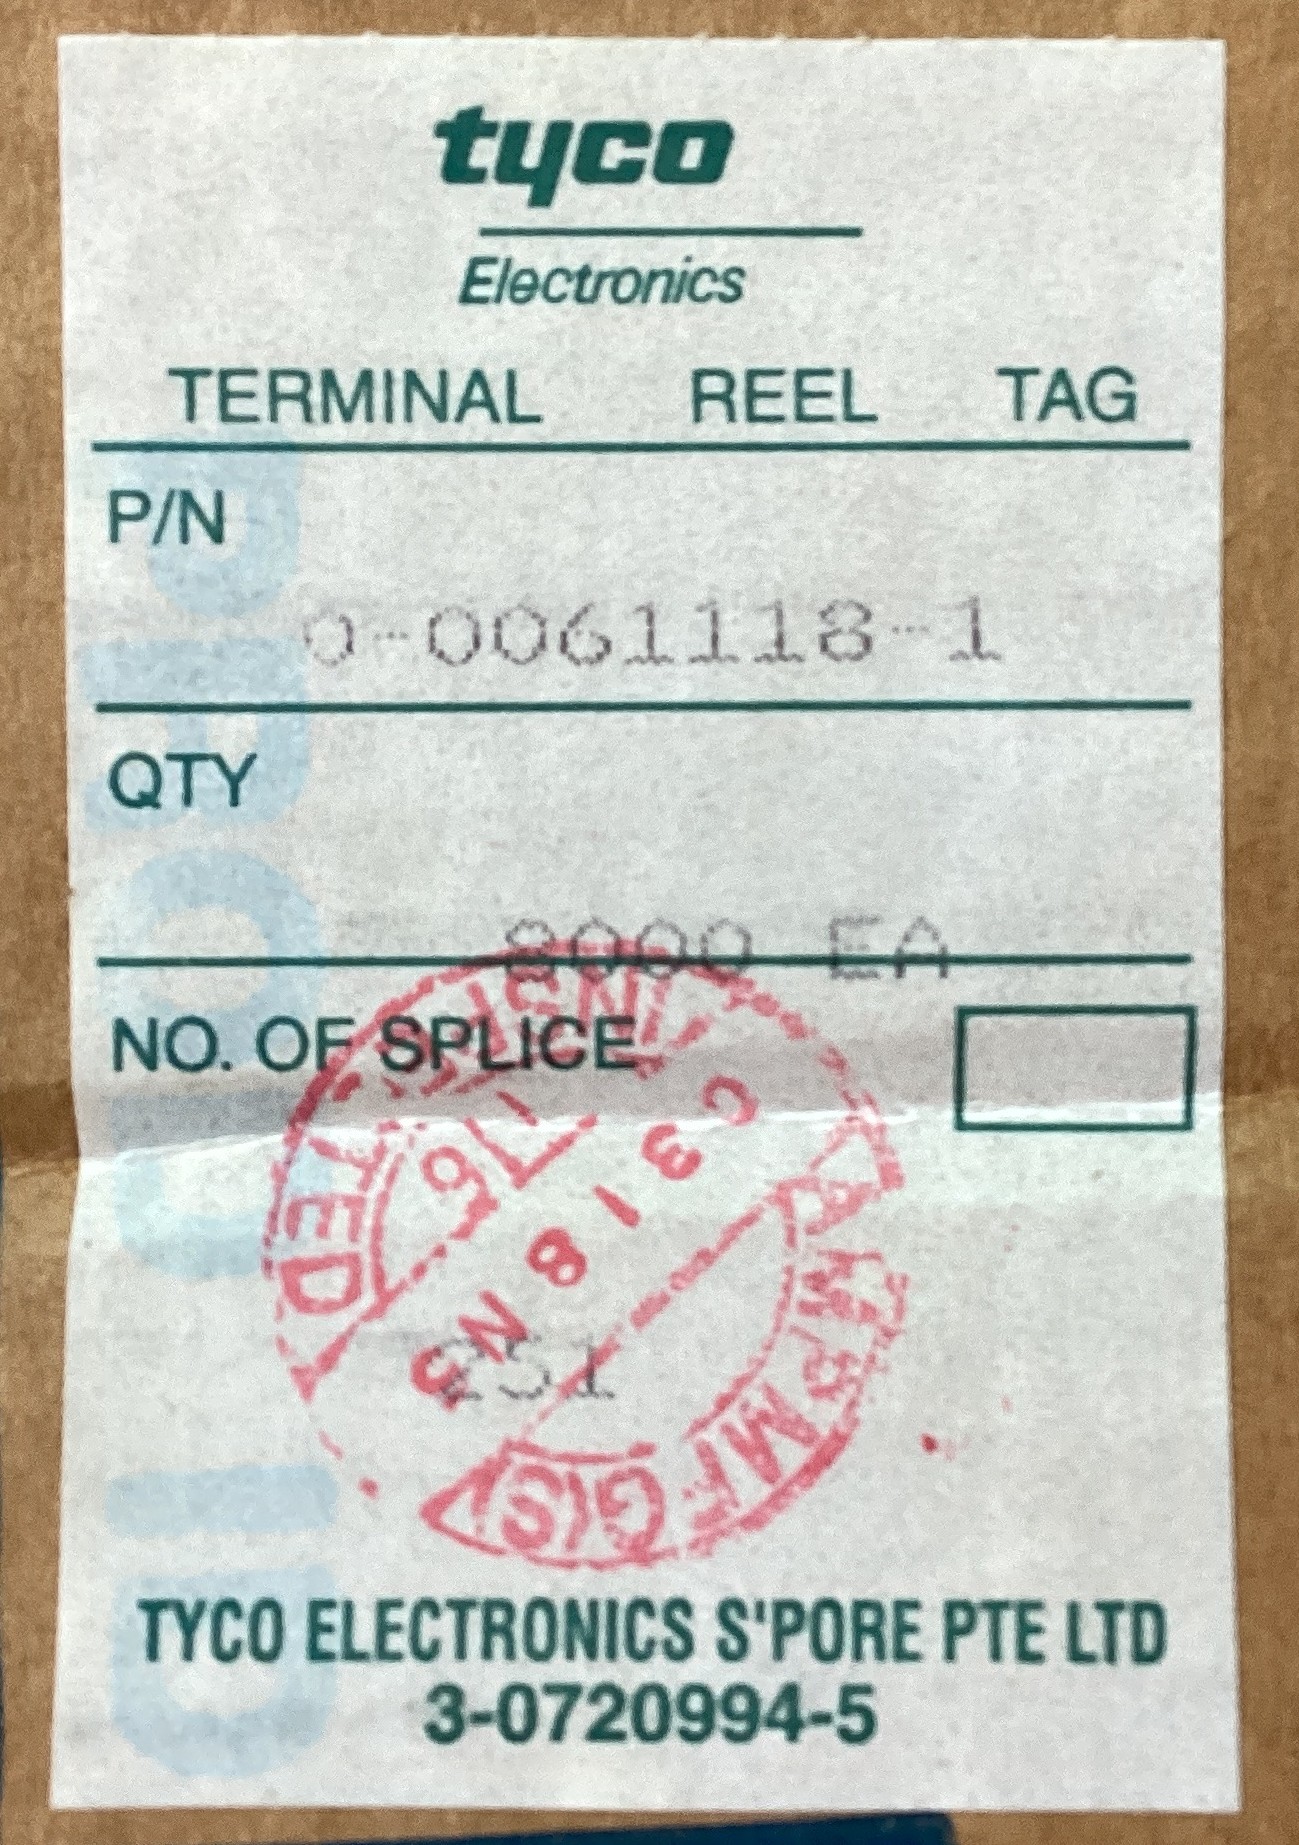 tyco
Electronics
TERMINAL REEL TAG
P/N
0-0061118-1
QTY
8000 EA
NO. OF SPLICE
251
TYCO ELECTRONICS S'PORE PTE LTD
3-0720994-5